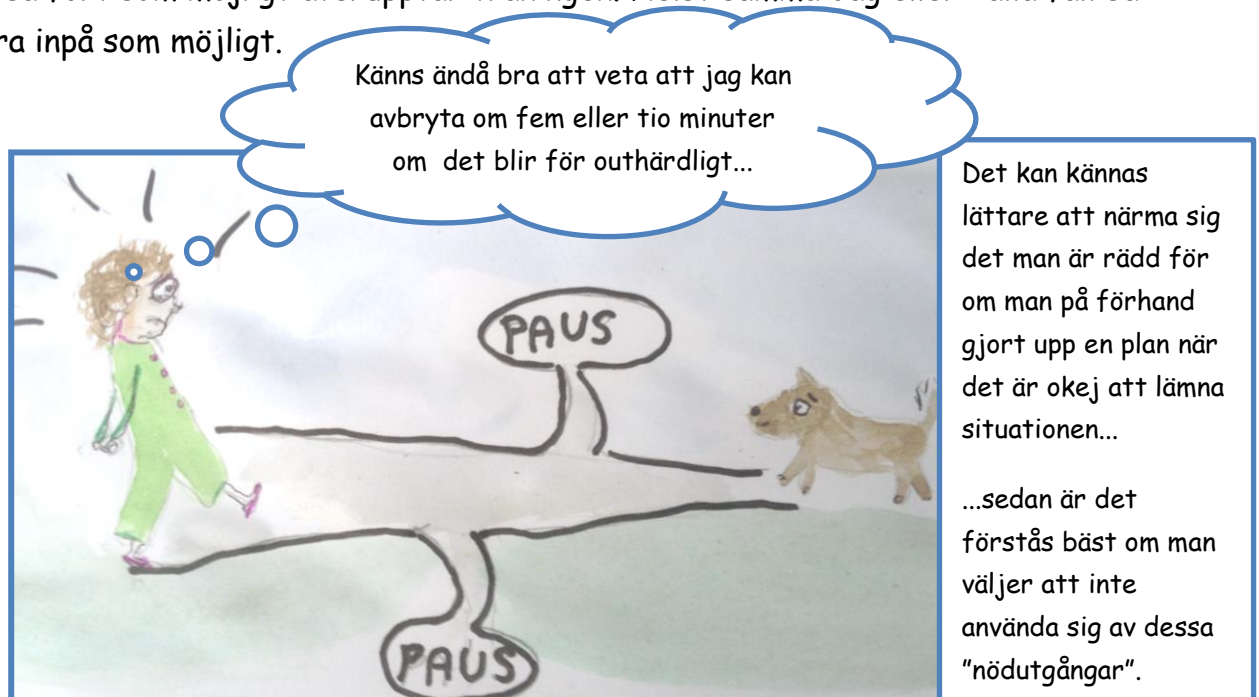 ra inpå som möjligt.
Känns ändå bra att veta att jag kan
avbryta om fem eller tio minuter
om det blir för outhärdligt...
PAUS
PAUS
Det kan kännas
lättare att närma sig
det man är rädd för
om man på förhand
gjort upp en plan när
det är okej att lämna
situationen...
...sedan är det
förstås bäst om man
väljer att inte
använda sig av dessa
"nödutgångar".